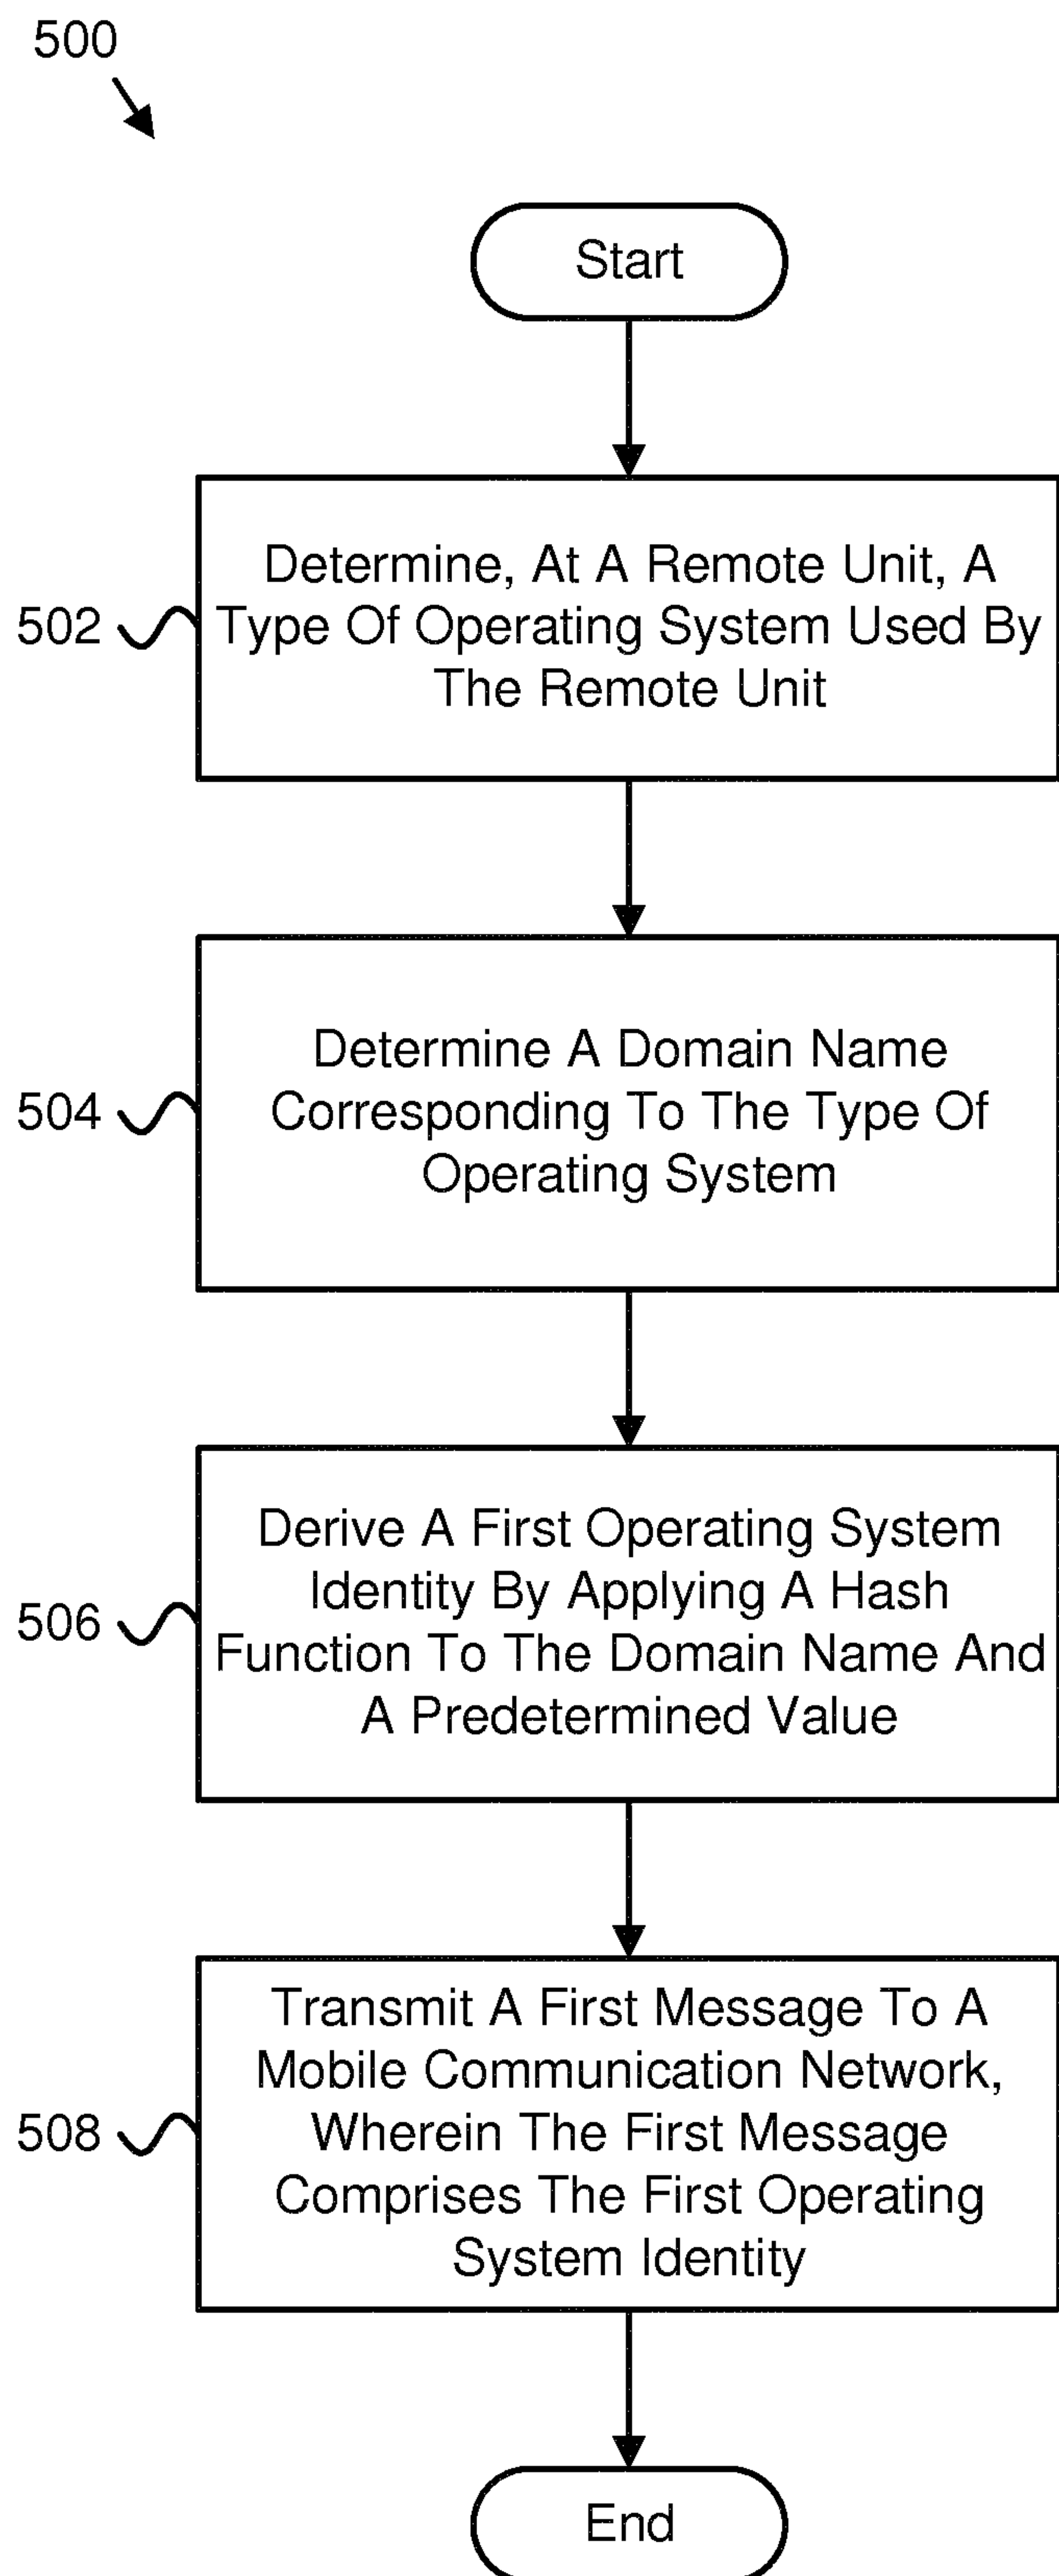 500
Start
502
Determine, At A Remote Unit, A
Type Of Operating System Used By
The Remote Unit
504
Determine A Domain Name
Corresponding To The Type Of
Operating System
506
Derive A First Operating System
Identity By Applying A Hash
Function To The Domain Name And
A Predetermined Value
508
Transmit A First Message To A
Mobile Communication Network,
Wherein The First Message
Comprises The First Operating
System Identity
End